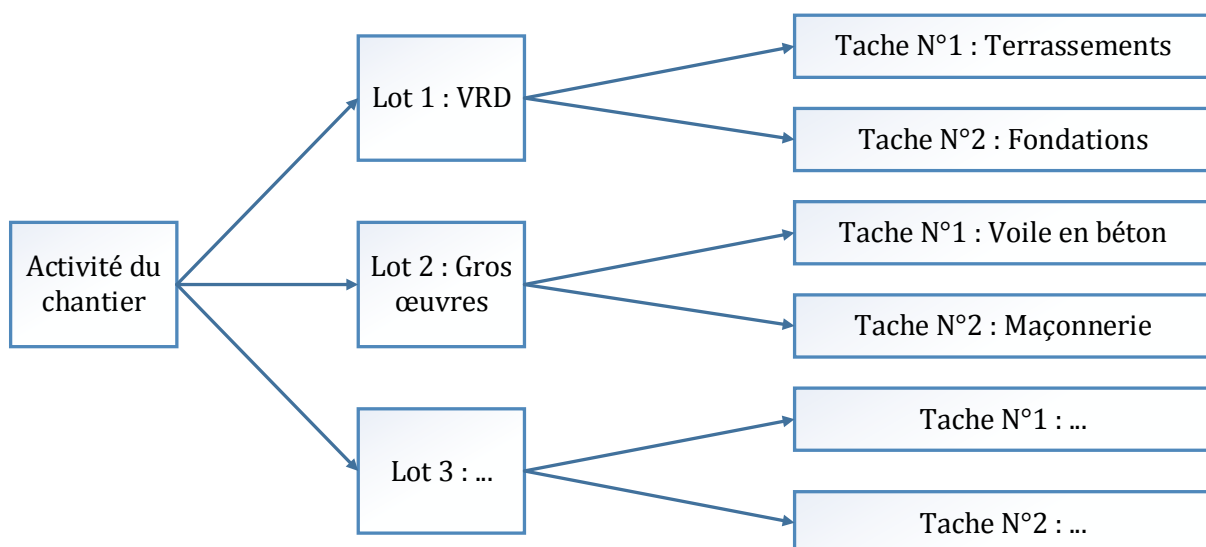 Activité du
chantier
Lot 1 : VRD
Tache N°1 : Terrassements
Tache N°2 : Fondations
Lot 2 : Gros
œuvres
Tache N°1 : Voile en béton
Tache N°2 : Maçonnerie
Lot 3 : ...
Tache N°1 : ...
Tache N°2 : ...